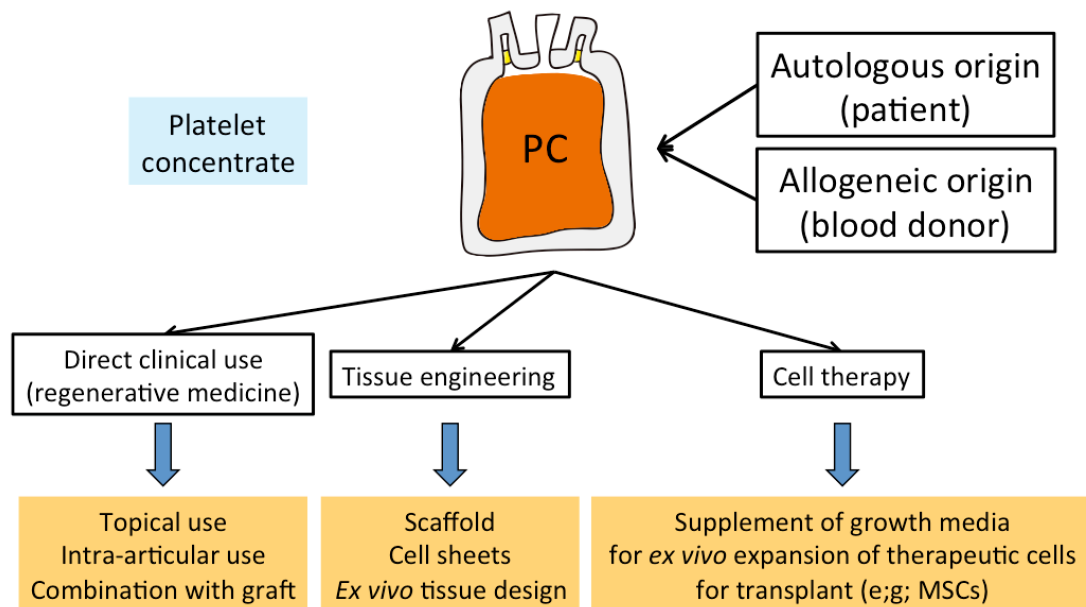 Platelet
concentrate
PC
Autologous origin
(patient)
Allogeneic origin
(blood donor)
Direct clinical use
(regenerative medicine)
Tissue engineering
Cell therapy
Topical use
Intra-articular use
Combination with graft
Scaffold
Cell sheets
Ex vivo tissue design
Supplement of growth media
for ex vivo expansion of therapeutic cells
for transplant (e;g; MSCs)